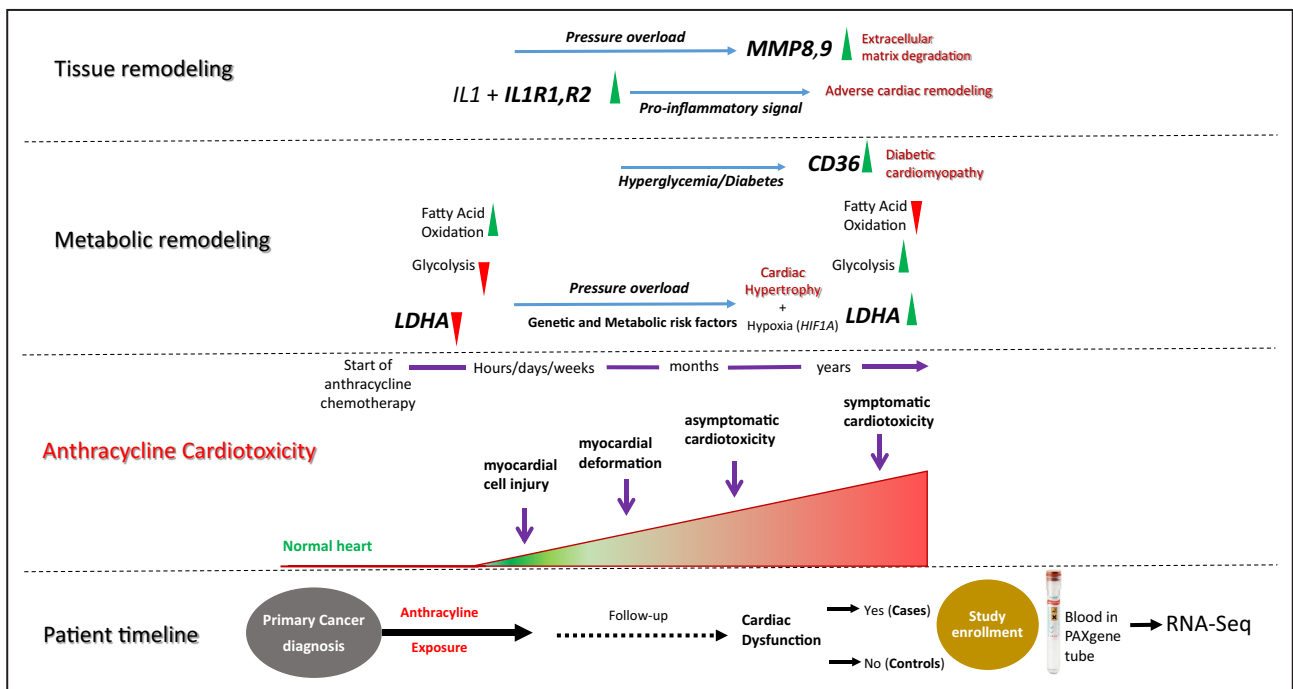 Tissue remodeling
Pressure overload
MMP8,9
Extracellular
matrix degradation
IL1 + IL1R1,R2
Pro-inflammatory signal
Adverse cardiac remodeling
Metabolic remodeling
Hyperglycemia/Diabetes
CD36
Diabetic
cardiomyopathy
Fatty Acid
Oxidation
Fatty Acid
Oxidation
Glycolysis
Glycolysis
LDHA
Pressure overload
Genetic and Metabolic risk factors
Cardiac
Hypertrophy
+
Hypoxia (HIF1A)
LDHA
Start of
anthracycline
chemotherapy
Hours/days/weeks
months
years
Anthracycline Cardiotoxicity
myocardial
cell injury
myocardial
deformation
asymptomatic
cardiotoxicity
symptomatic
cardiotoxicity
Normal heart
Patient timeline
Primary Cancer
diagnosis
Anthracyline
Exposure
Follow-up
Cardiac
Dysfunction
Yes (Cases)
No (Controls)
Study
enrollment
Blood in
PAXgene
tube
RNA-Seq